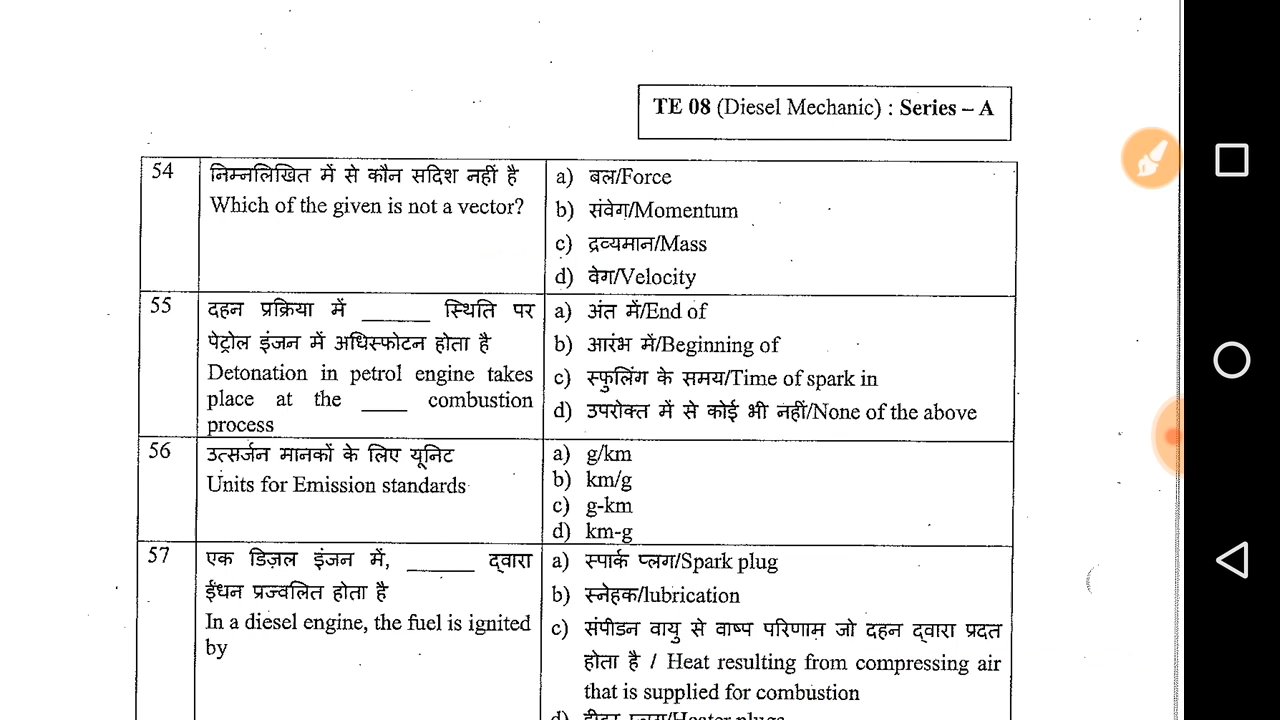 TE 08 (Diesel Mechanic) : Series – A
54
निम्नलिखित में से कौन सदिश नहीं है
Which of the given is not a vector?
a) बल/Force
b) संवेग/Momentum
c) द्रव्यमान/Mass
d) वेग/Velocity
55
दहन प्रक्रिया में ______ स्थिति पर
पेट्रोल इंजन में अधिस्फोटन होता है
Detonation in petrol engine takes
place at the ____ combustion
process
a) अंत में/End of
b) आरंभ में/Beginning of
c) स्फुलिंग के समय/Time of spark in
d) उपरोक्त में से कोई भी नहीं/None of the above
56
उत्सर्जन मानकों के लिए यूनिट
Units for Emission standards
a) g/km
b) km/g
c) g-km
d) km-g
57
एक डिज़ल इंजन में, ______ द्वारा
ईंधन प्रज्वलित होता है
In a diesel engine, the fuel is ignited
by
a) स्पार्क प्लग/Spark plug
b) स्नेहक/lubrication
c) संपीडन वायु से वाष्प परिणाम जो दहन द्वारा प्रदत
होता है / Heat resulting from compressing air
that is supplied for combustion
d) हीटर प्लग/Heater plugs